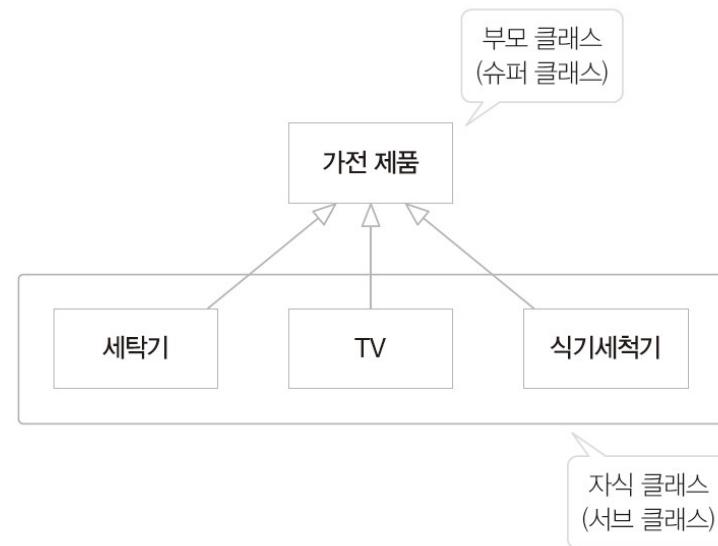 부모 클래스
(슈퍼 클래스)
가전 제품
세탁기
TV
식기세척기
자식 클래스
(서브 클래스)